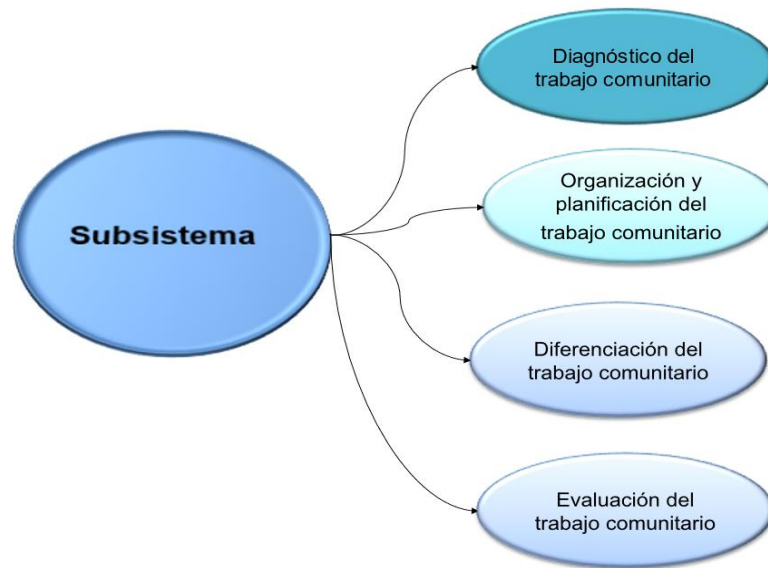 Diagnóstico del
trabajo comunitario
Subsistema
Organización y
planificación del
trabajo comunitario
Diferenciación del
trabajo comunitario
Evaluación del
trabajo comunitario